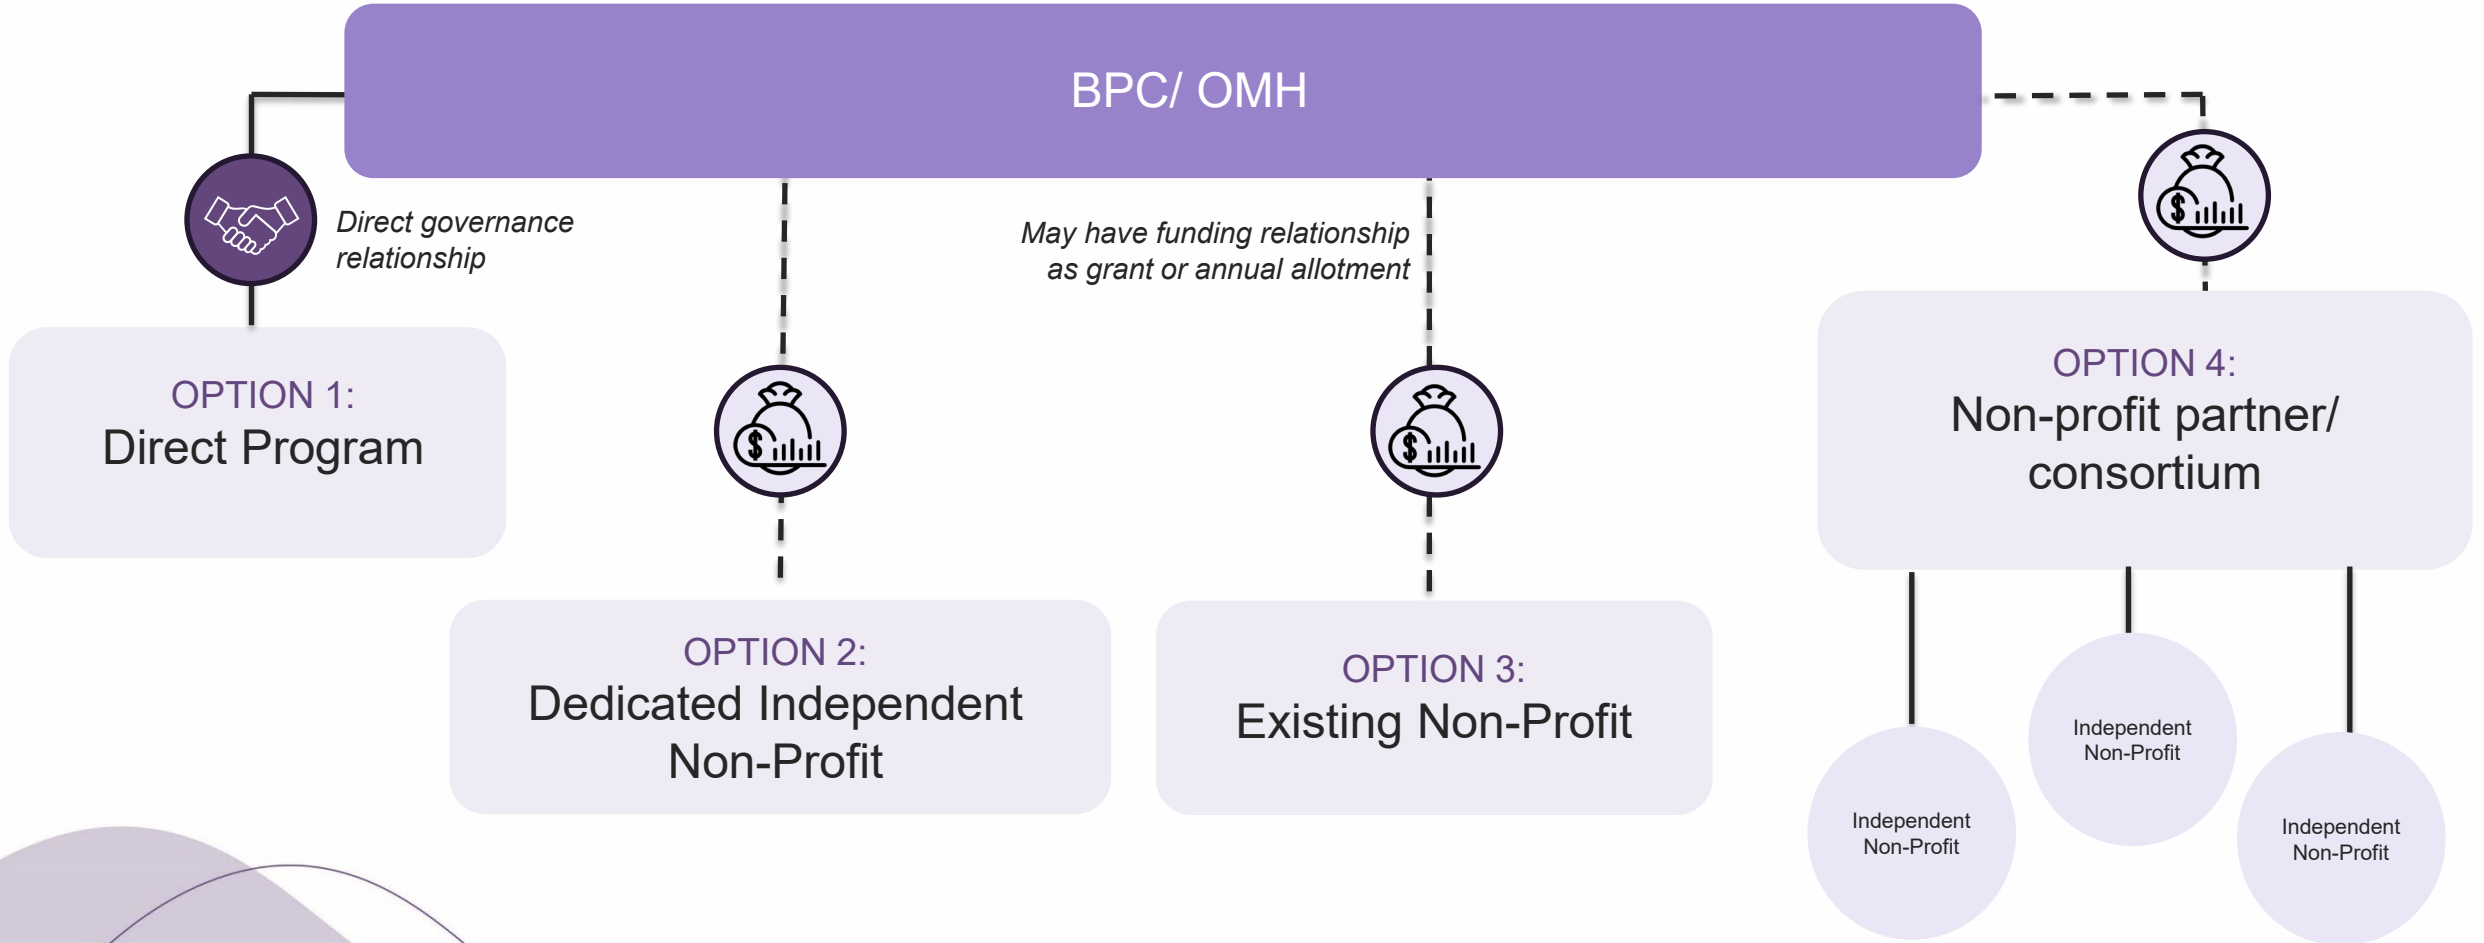 BPC/ OMH
Direct governance
relationship
May have funding relationship
as grant or annual allotment
$
OPTION 1:
Direct Program
$
OPTION 2:
Dedicated Independent
Non-Profit
$
OPTION 3:
Existing Non-Profit
$
OPTION 4:
Non-profit partner/
consortium
Independent
Non-Profit
Independent
Non-Profit
Independent
Non-Profit